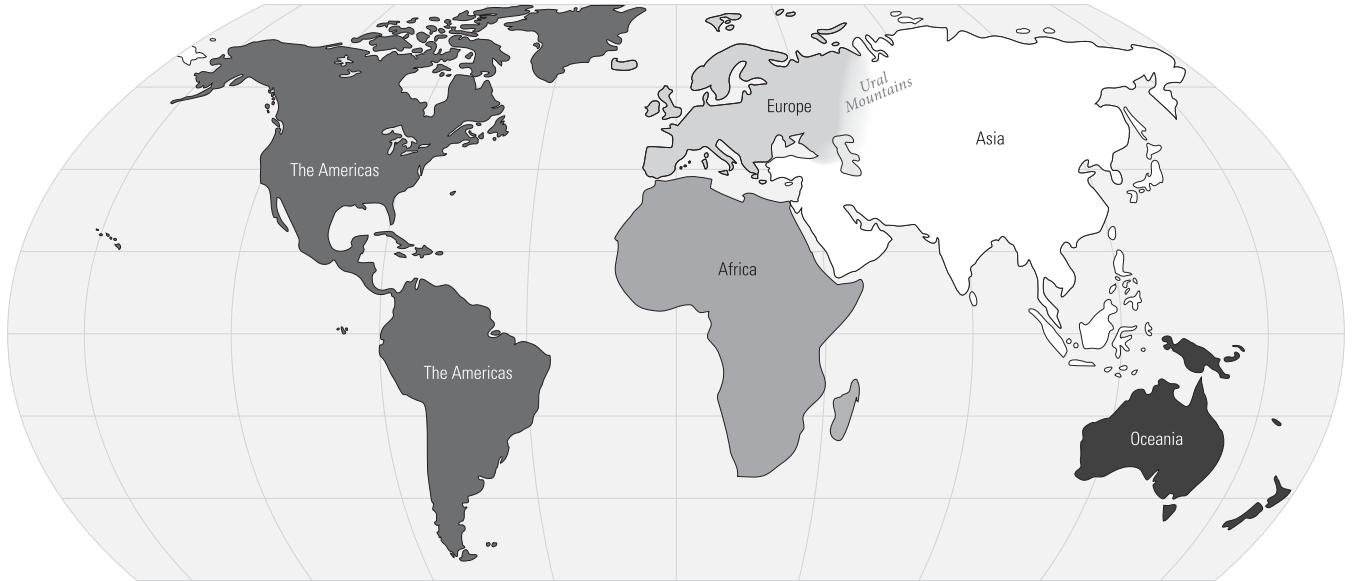 Ural
Mountains
Europe
Asia
The Americas
Africa
The Americas
Oceania